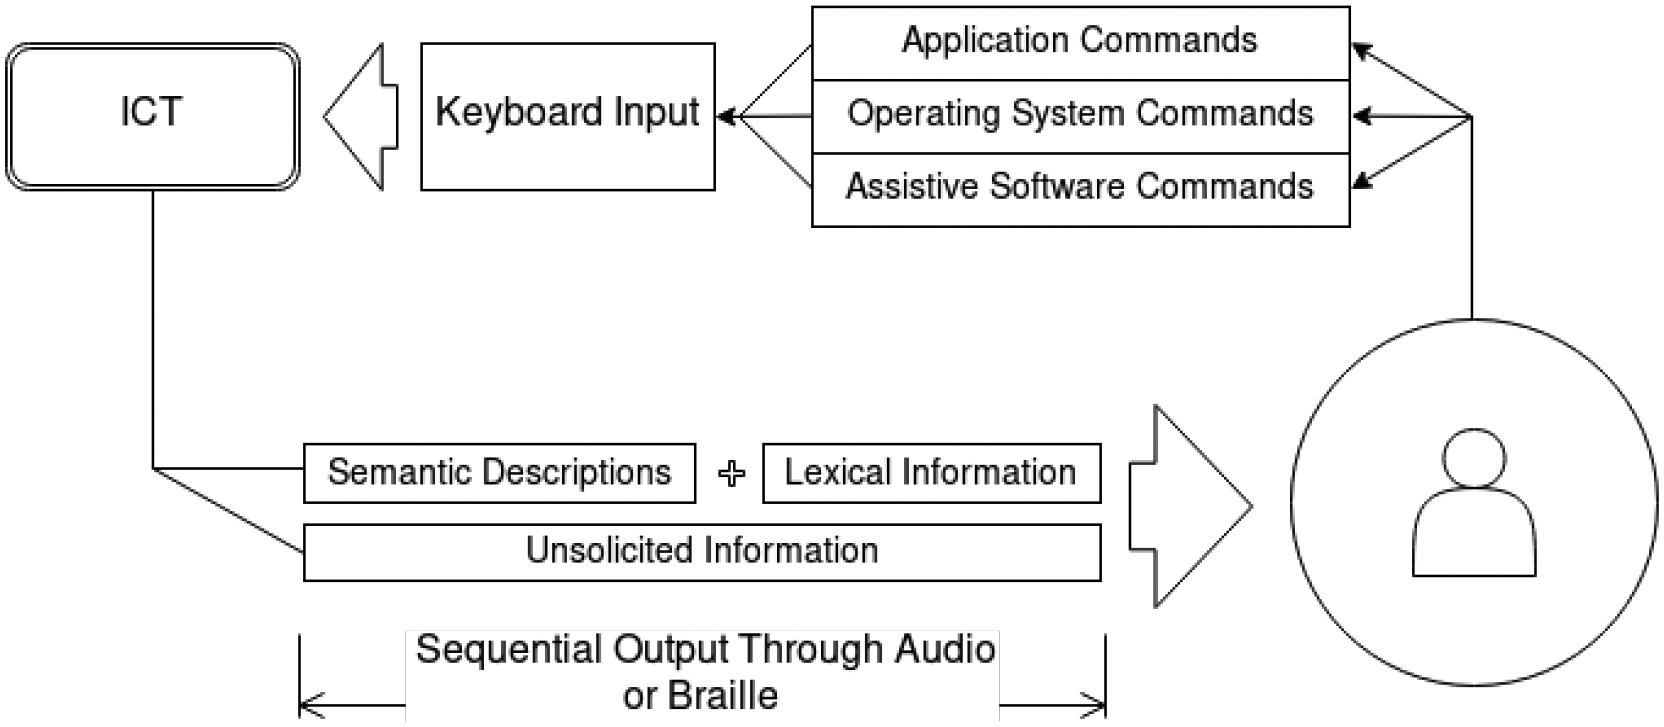 ICT
Keyboard Input
Application Commands
Operating System Commands
Assistive Software Commands
Semantic Descriptions
Lexical Information
Unsolicited Information
Sequential Output Through Audio
or Braille